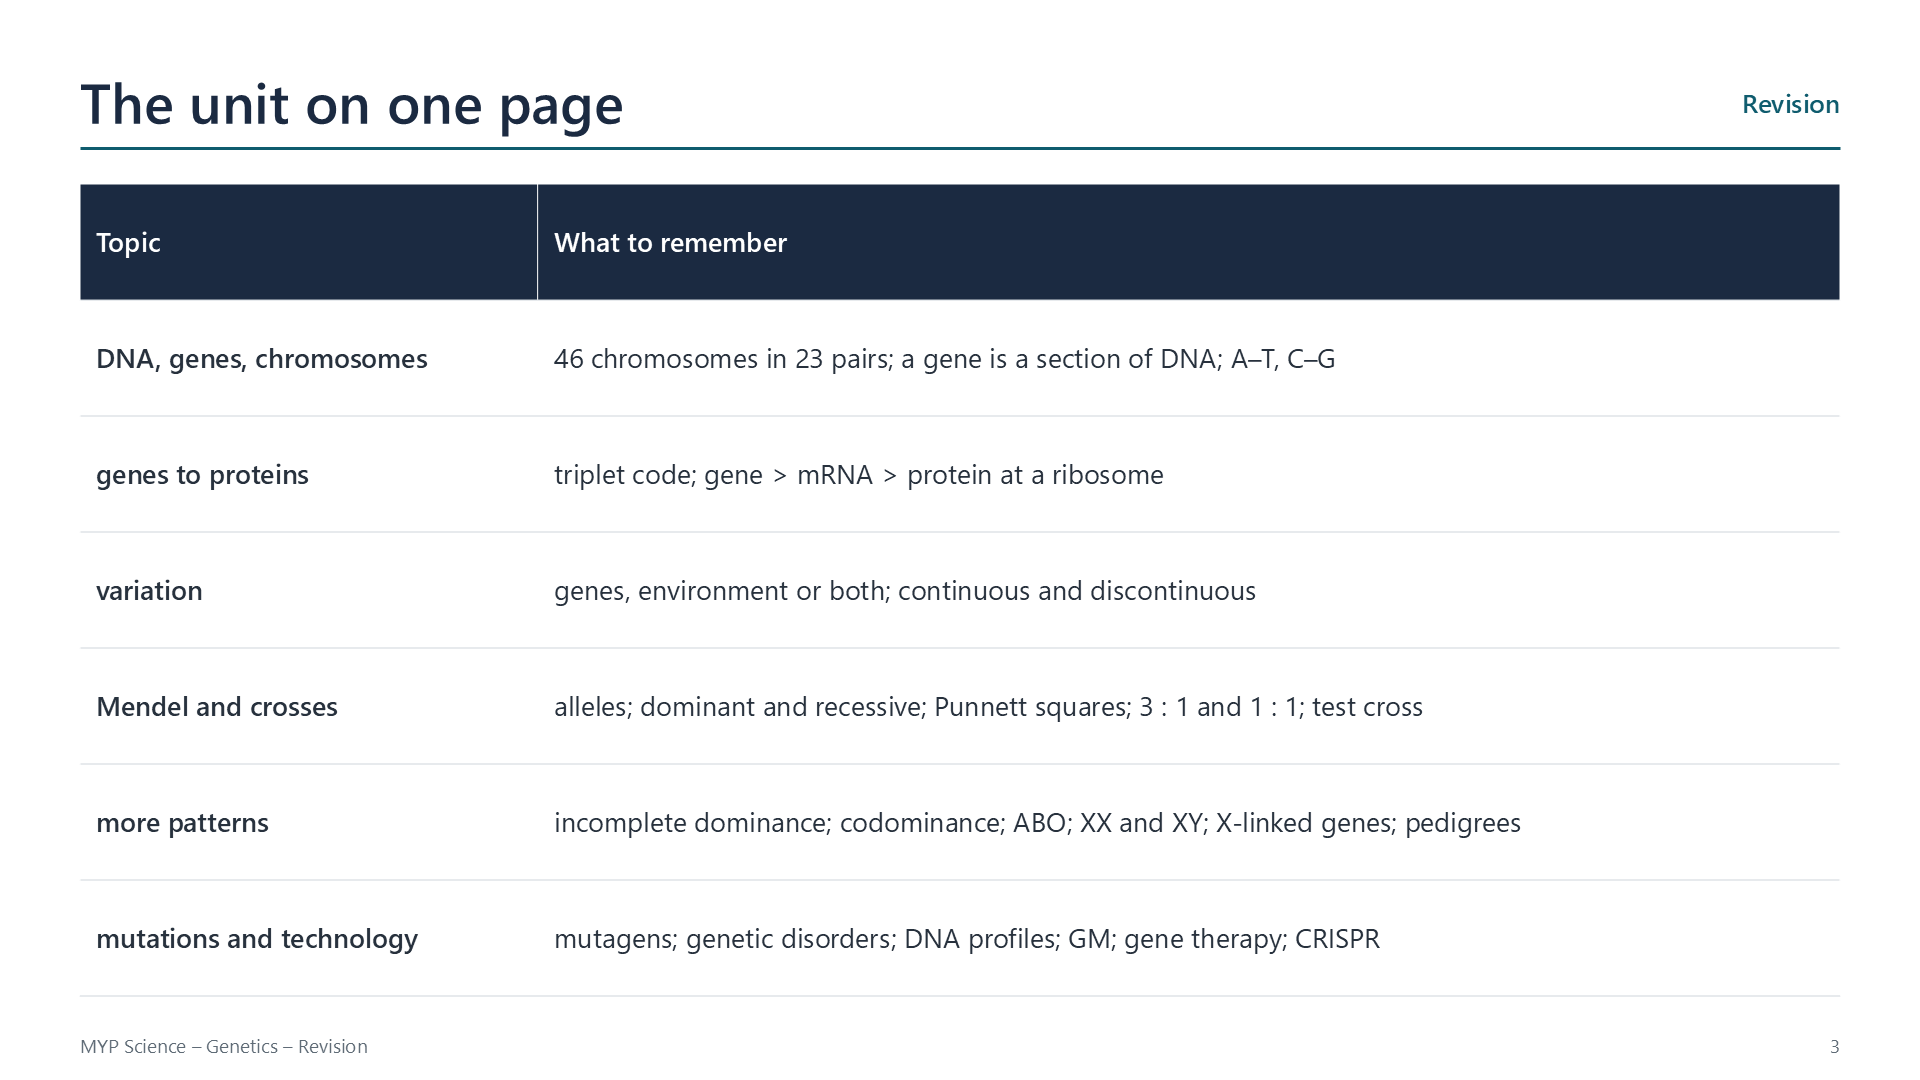 The unit on one page
Revision
Topic
What to remember
DNA, genes, chromosomes
46 chromosomes in 23 pairs; a gene is a section of DNA; A–T, C–G
genes to proteins
triplet code; gene > mRNA > protein at a ribosome
variation
genes, environment or both; continuous and discontinuous
Mendel and crosses
alleles; dominant and recessive; Punnett squares; 3 : 1 and 1 : 1; test cross
more patterns
incomplete dominance; codominance; ABO; XX and XY; X-linked genes; pedigrees
mutations and technology
mutagens; genetic disorders; DNA profiles; GM; gene therapy; CRISPR
MYP Science – Genetics – Revision
3